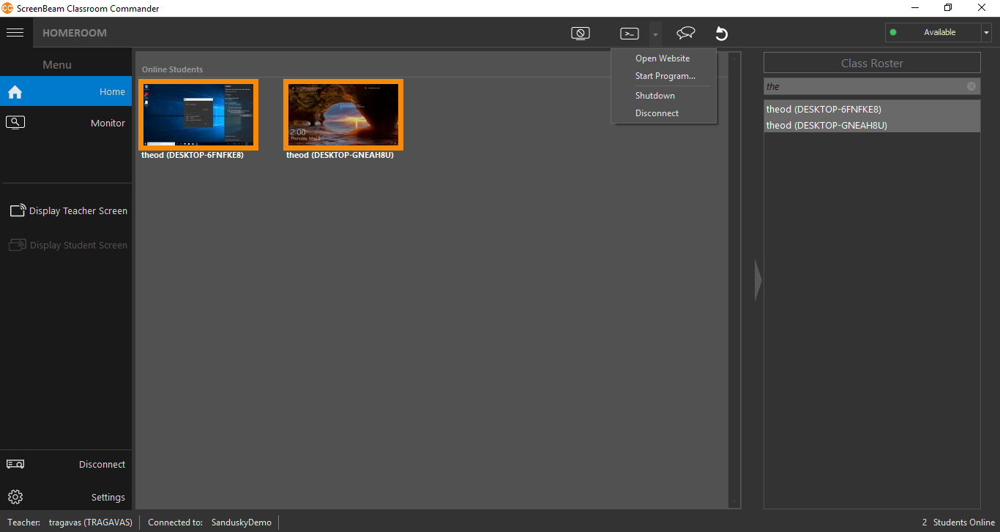 ScreenBeam Classroom Commander
HOMEROOM
Available
Menu
Home
Monitor
Display Teacher Screen
Display Student Screen
Disconnect
Settings
Online Students
theod (DESKTOP-6FNFKE8)
theod (DESKTOP-GNEAH8U)
2:00
Thursday, May 2
Open Website
Start Program...
Shutdown
Disconnect
Class Roster
the
theod (DESKTOP-6FNFKE8)
theod (DESKTOP-GNEAH8U)
Teacher: tragavas (TRAGAVAS)
Connected to: SanduskyDemo
2 Students Online